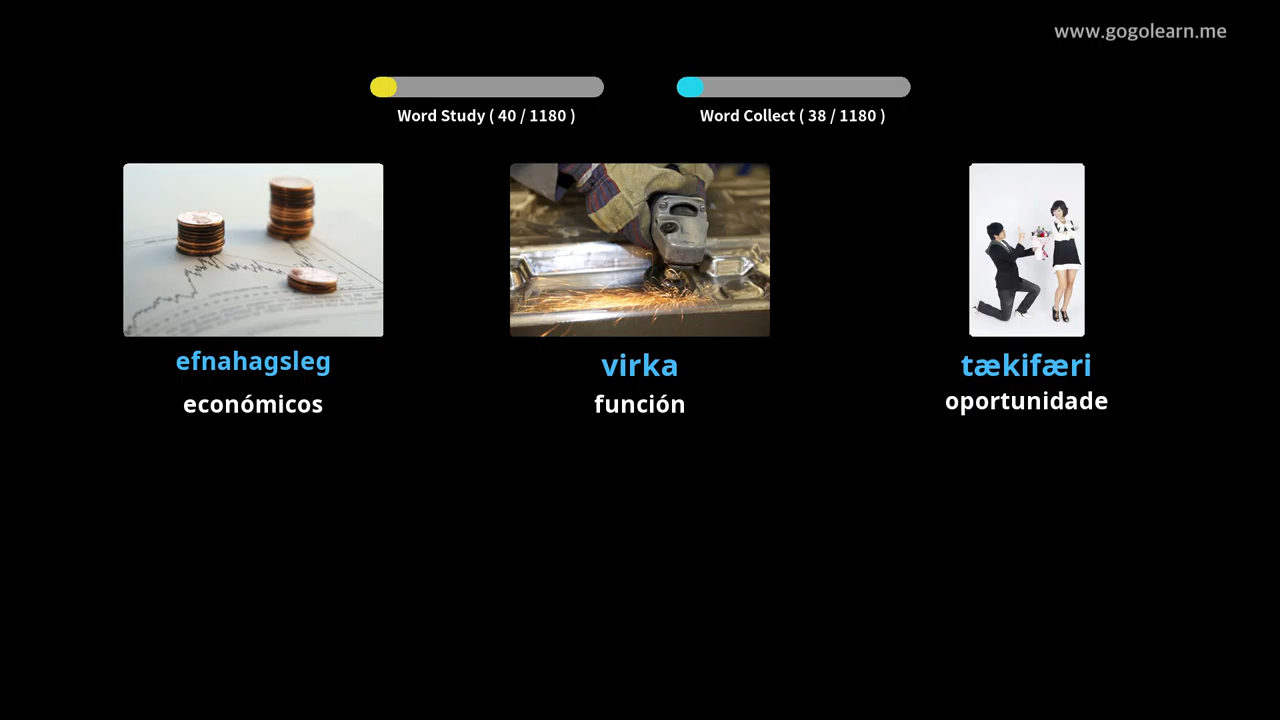 www.gogolearn.me
Word Study ( 40 / 1180 )
Word Collect ( 38 / 1180 )
efnahagsleg
económicos
virka
función
tækifæri
oportunidade